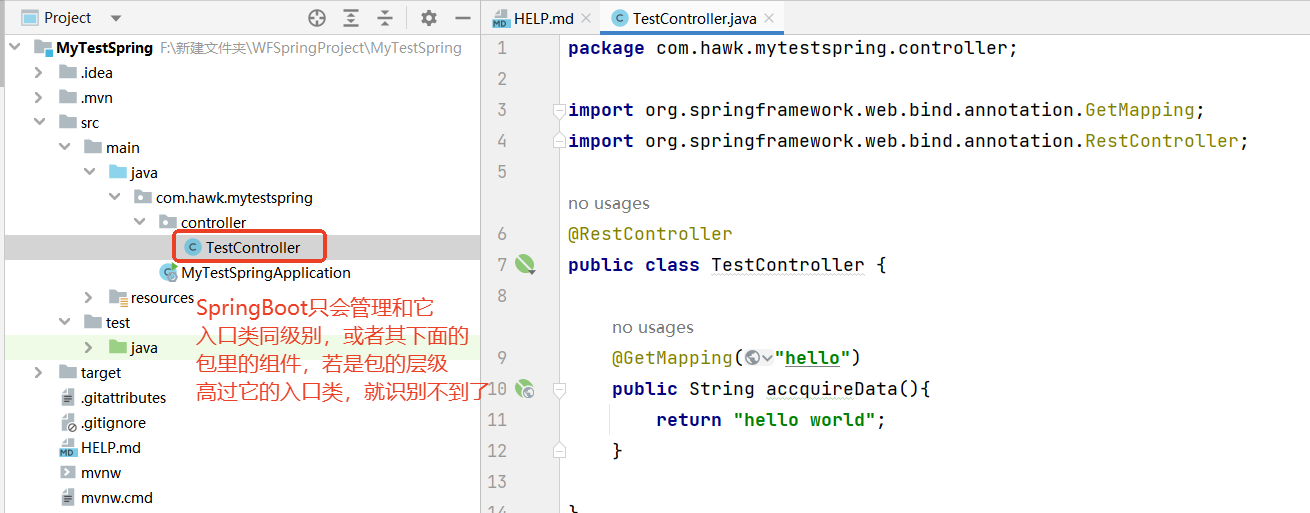 Project
MyTestSpring F:\新建文件夹\WFSpringProject\MyTestSpring
.idea
.mvn
src
main
java
com.hawk.mytestspring
controller
C TestController
C MyTestSpringApplication
resources
test
java
target
.gitattributes
.gitignore
MD HELP.md
mvnw
mvnw.cmd
SpringBoot只会管理和它
入口类同级别，或者其下面的
包里的组件，若是包的层级
高过它的入口类，就识别不到了
MD HELP.md
C TestController.java
1 package com.hawk.mytestspring.controller;
2
3 import org.springframework.web.bind.annotation.GetMapping;
4 import org.springframework.web.bind.annotation.RestController;
5
no usages
6 @RestController
7 public class TestController {
8
no usages
9 @GetMapping("hello")
10 public String accquireData(){
11 return "hello world";
12 }
13
14 }